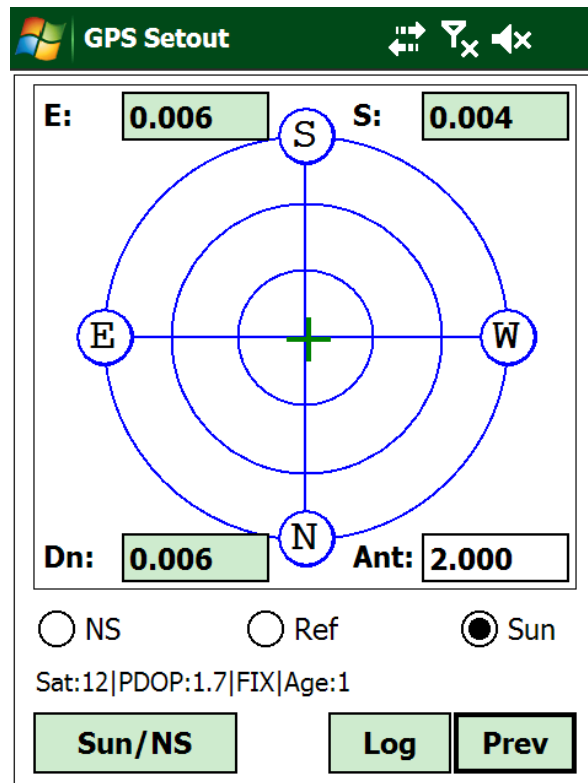 GPS Setout
E: 0.006 S: 0.004
S
E W
N
Dn: 0.006 Ant: 2.000
NS Ref Sun
Sat:12|PDOP:1.7|FIX|Age:1
Sun/NS Log Prev